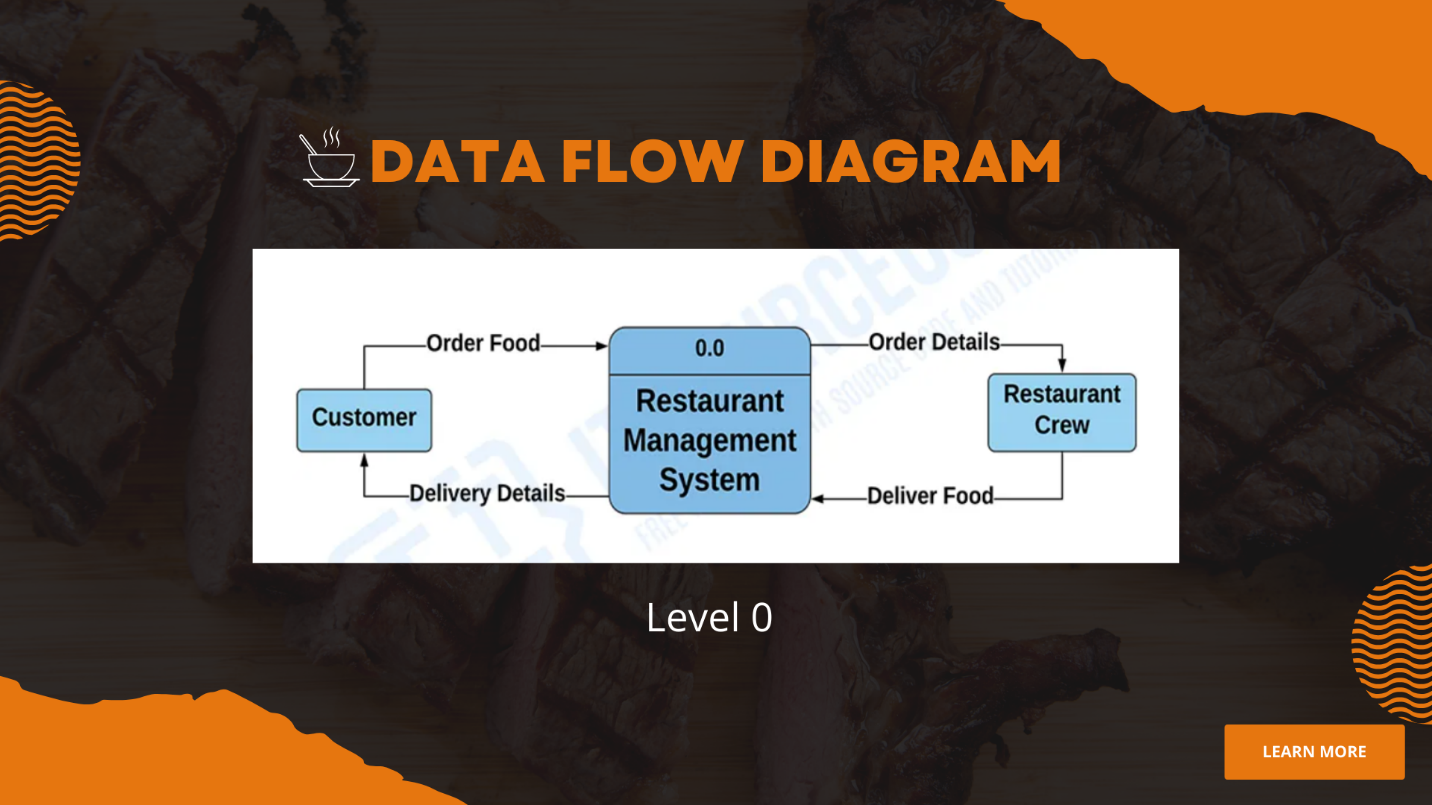 DATA FLOW DIAGRAM
Order Food
0.0
Order Details
Customer
Restaurant
Management
System
Restaurant
Crew
Delivery Details
Deliver Food
Level 0
LEARN MORE